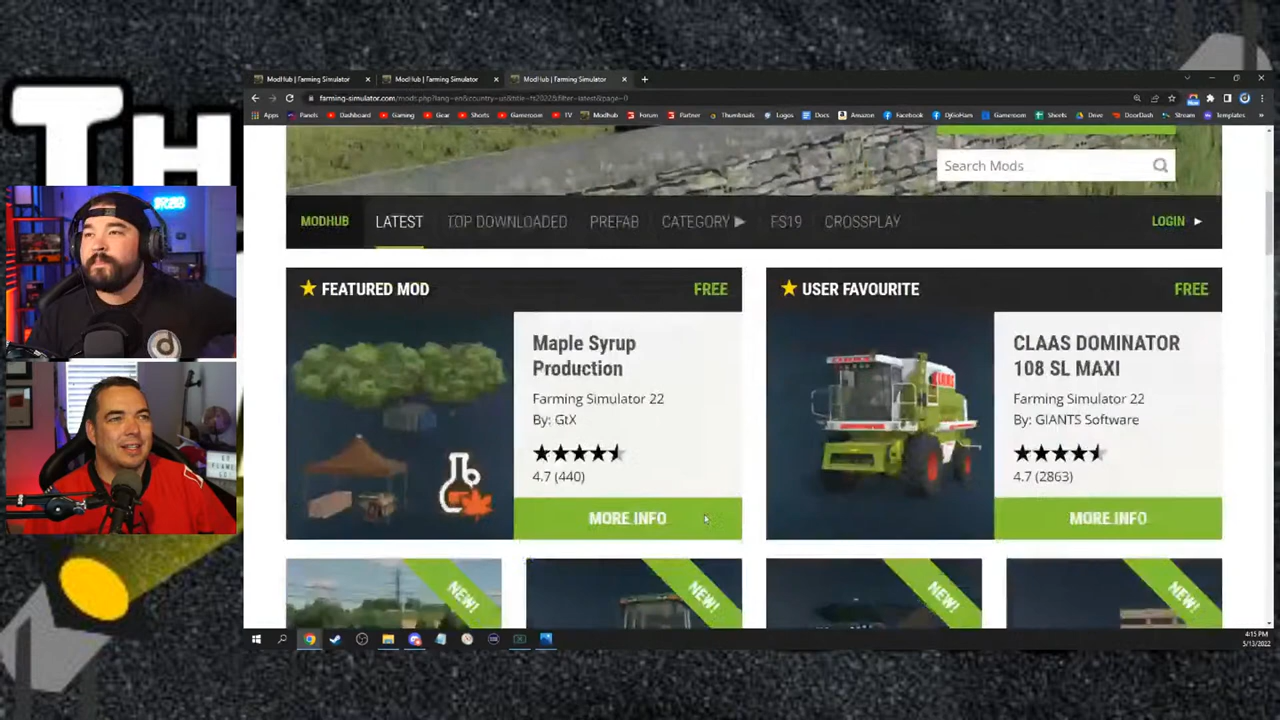 Th
ModHub | Farming Simulator
ModHub | Farming Simulator
ModHub | Farming Simulator
farming-simulator.com/mods.php?lang=en&country=us&title=fs2022&filter=latest&page=0
Apps Panels Dashboard Gaming Gear Shorts Gameroom TV Modhub Forum Partner Thumbnails Logos Docs Amazon Facebook DjGoHam Gameroom Sheets Drive DoorDash Stream Templates
Search Mods
MODHUB LATEST TOP DOWNLOADED PREFAB CATEGORY FS19 CROSSPLAY LOGIN
FEATURED MOD FREE
Maple Syrup
Production
Farming Simulator 22
By: GtX
4.7 (440)
MORE INFO
USER FAVOURITE FREE
CLAAS DOMINATOR
108 SL MAXI
Farming Simulator 22
By: GIANTS Software
4.7 (2863)
MORE INFO
NEW! NEW! NEW! NEW!
4:15 PM
5/13/2022